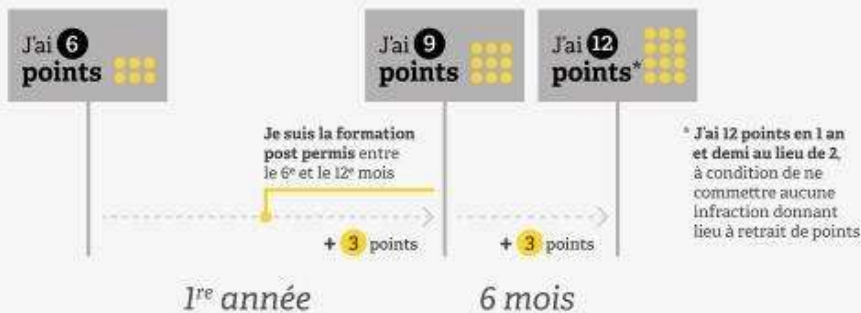 J'ai 6
points
J'ai 9
points
J'ai 12
points*
Je suis la formation
post permis entre
le 6e et le 12e mois
* J'ai 12 points en 1 an
et demi au lieu de 2,
à condition de ne
commettre aucune
infraction donnant
lieu à retrait de points
+ 3 points
+ 3 points
1re année
6 mois